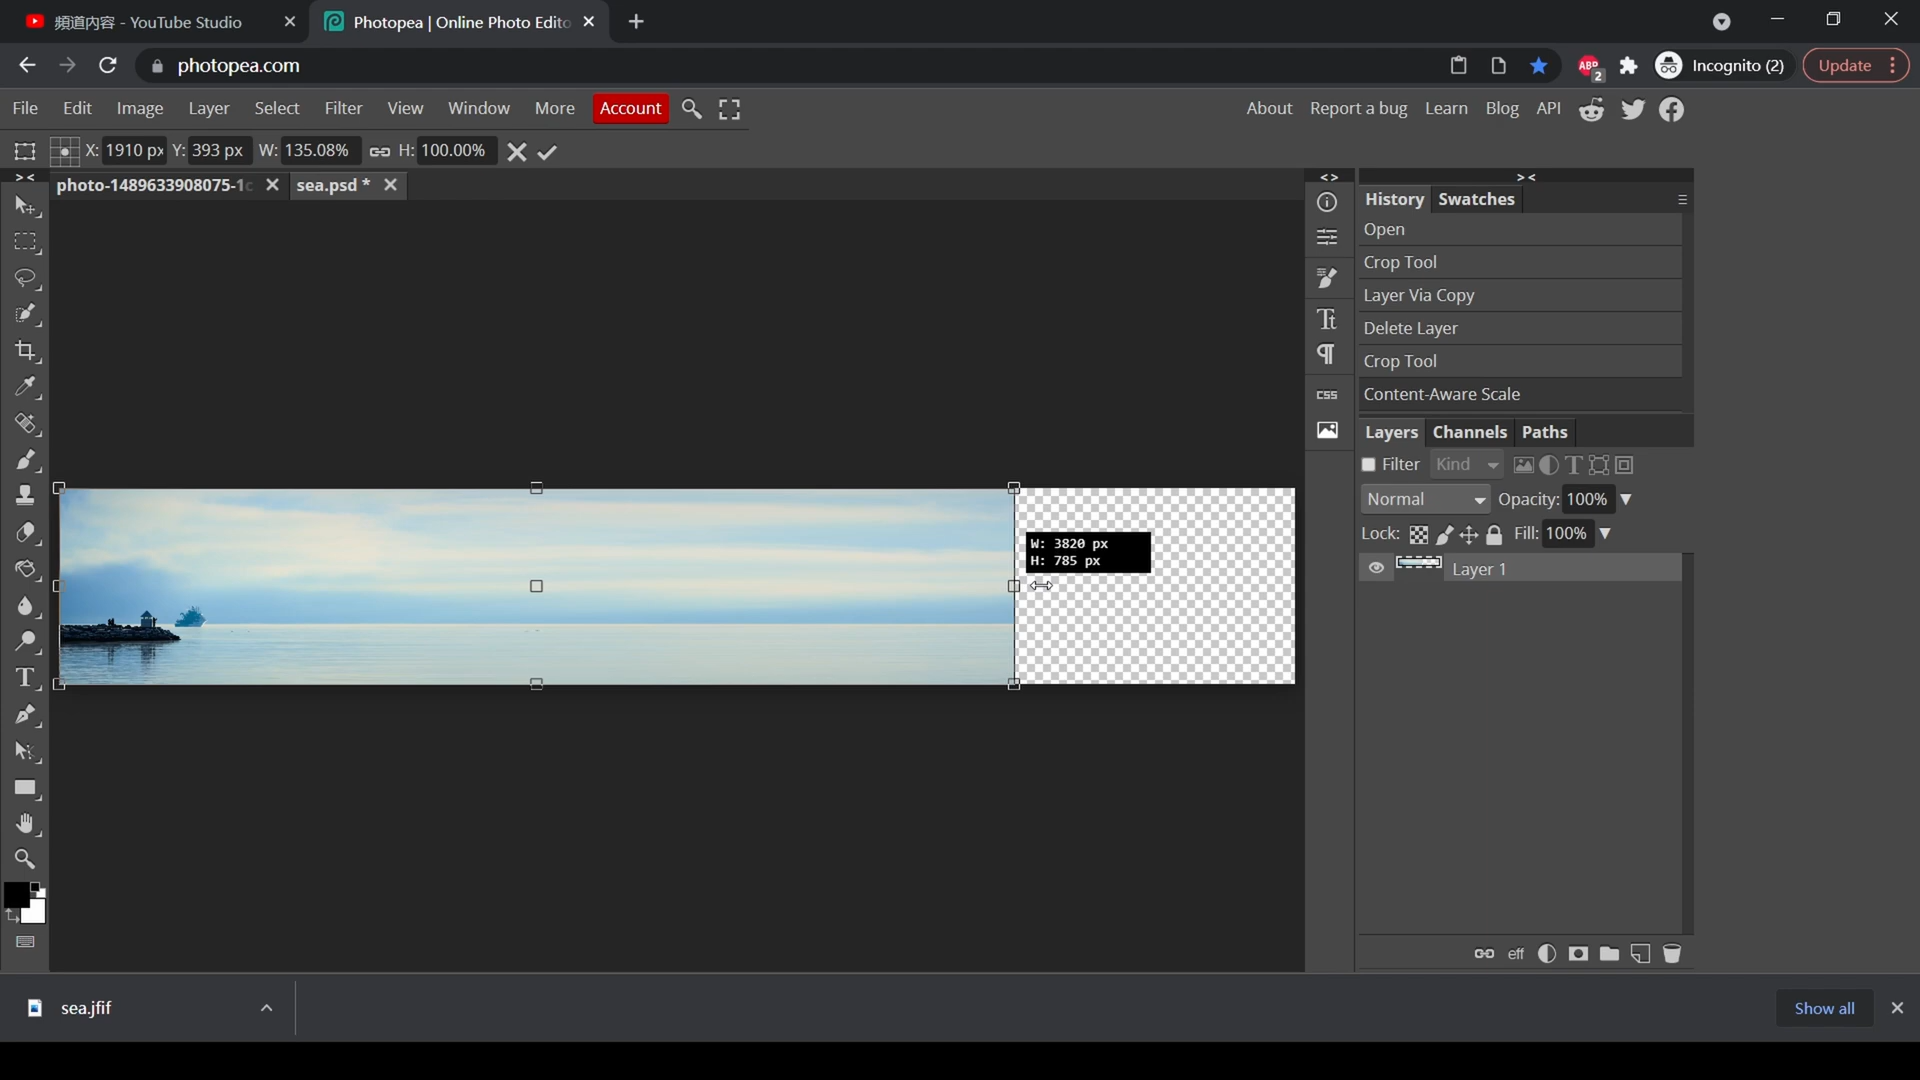 頻道内容 - YouTube Studio
Photopea | Online Photo Edito
photopea.com
ABP 2
Incognito (2)
Update
File Edit Image Layer Select Filter View Window More Account
About Report a bug Learn Blog API
X: 1910 px Y: 393 px W: 135.08% H: 100.00%
photo-1489633908075-1c
sea.psd *
History Swatches
Open
Crop Tool
Layer Via Copy
Delete Layer
Crop Tool
Content-Aware Scale
CSS
Layers Channels Paths
Filter Kind
Normal Opacity: 100%
Lock: Fill: 100%
Layer 1
W: 3820 px
H: 785 px
eff
sea.jfif
Show all